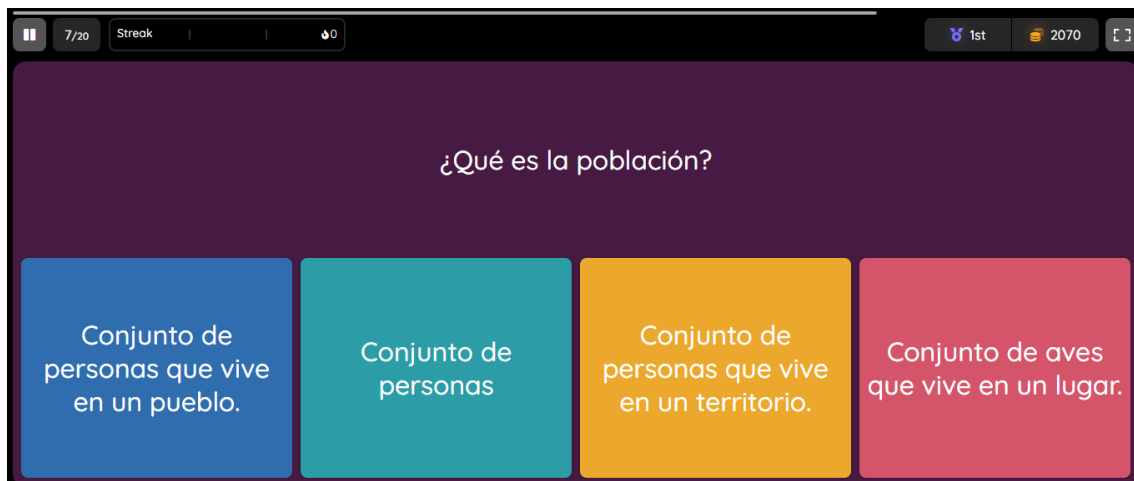 7/20
Streak
0
1st
2070
¿Qué es la población?
Conjunto de
personas que vive
en un pueblo.
Conjunto de
personas
Conjunto de
personas que vive
en un territorio.
Conjunto de aves
que vive en un lugar.